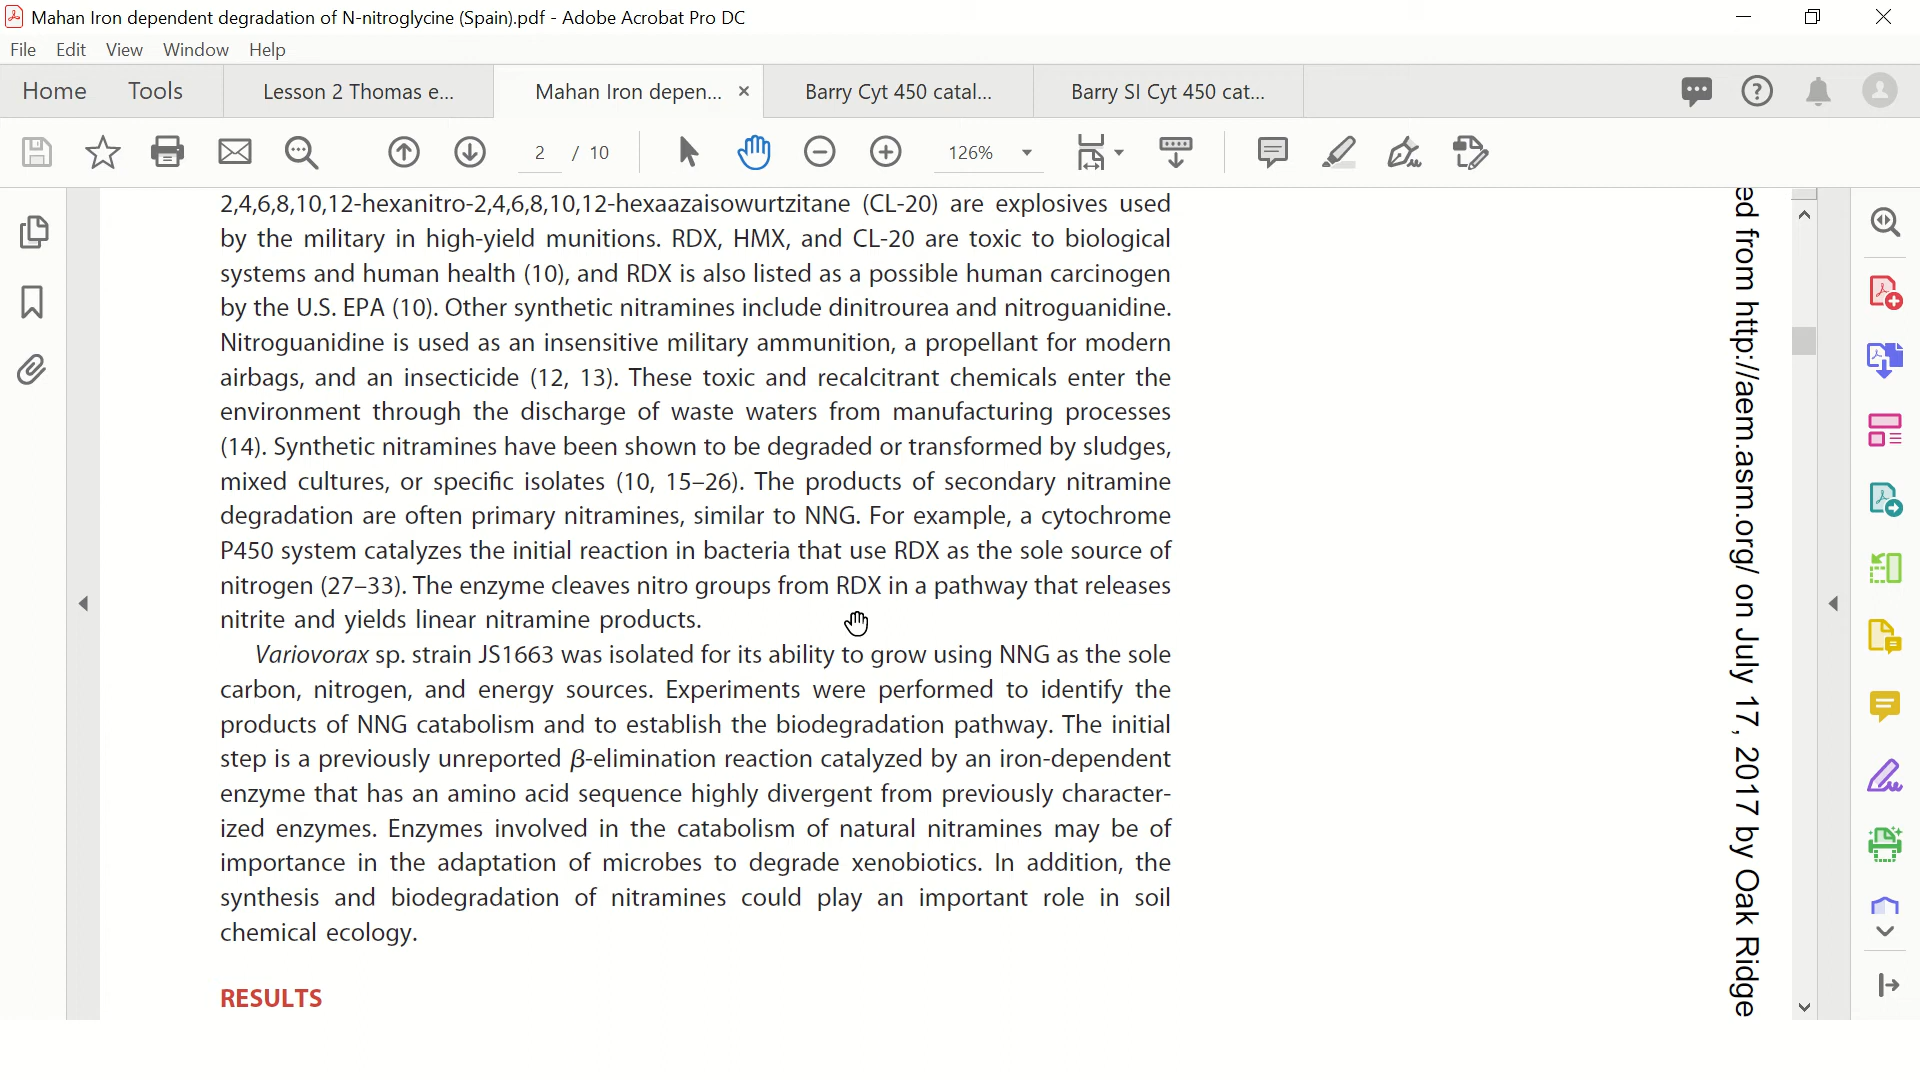 Mahan Iron dependent degradation of N-nitroglycine (Spain).pdf - Adobe Acrobat Pro DC
File Edit View Window Help
Home Tools Lesson 2 Thomas e... Mahan Iron depen... × Barry Cyt 450 catal... Barry SI Cyt 450 cat...
2 / 10 126%
2,4,6,8,10,12-hexanitro-2,4,6,8,10,12-hexaazaisowurtzitane (CL-20) are explosives used
by the military in high-yield munitions. RDX, HMX, and CL-20 are toxic to biological
systems and human health (10), and RDX is also listed as a possible human carcinogen
by the U.S. EPA (10). Other synthetic nitramines include dinitrourea and nitroguanidine.
Nitroguanidine is used as an insensitive military ammunition, a propellant for modern
airbags, and an insecticide (12, 13). These toxic and recalcitrant chemicals enter the
environment through the discharge of waste waters from manufacturing processes
(14). Synthetic nitramines have been shown to be degraded or transformed by sludges,
mixed cultures, or specific isolates (10, 15–26). The products of secondary nitramine
degradation are often primary nitramines, similar to NNG. For example, a cytochrome
P450 system catalyzes the initial reaction in bacteria that use RDX as the sole source of
nitrogen (27–33). The enzyme cleaves nitro groups from RDX in a pathway that releases
nitrite and yields linear nitramine products.
Variovorax sp. strain JS1663 was isolated for its ability to grow using NNG as the sole
carbon, nitrogen, and energy sources. Experiments were performed to identify the
products of NNG catabolism and to establish the biodegradation pathway. The initial
step is a previously unreported β-elimination reaction catalyzed by an iron-dependent
enzyme that has an amino acid sequence highly divergent from previously character-
ized enzymes. Enzymes involved in the catabolism of natural nitramines may be of
importance in the adaptation of microbes to degrade xenobiotics. In addition, the
synthesis and biodegradation of nitramines could play an important role in soil
chemical ecology.
RESULTS
ed from http://aem.asm.org/ on July 17, 2017 by Oak Ridge